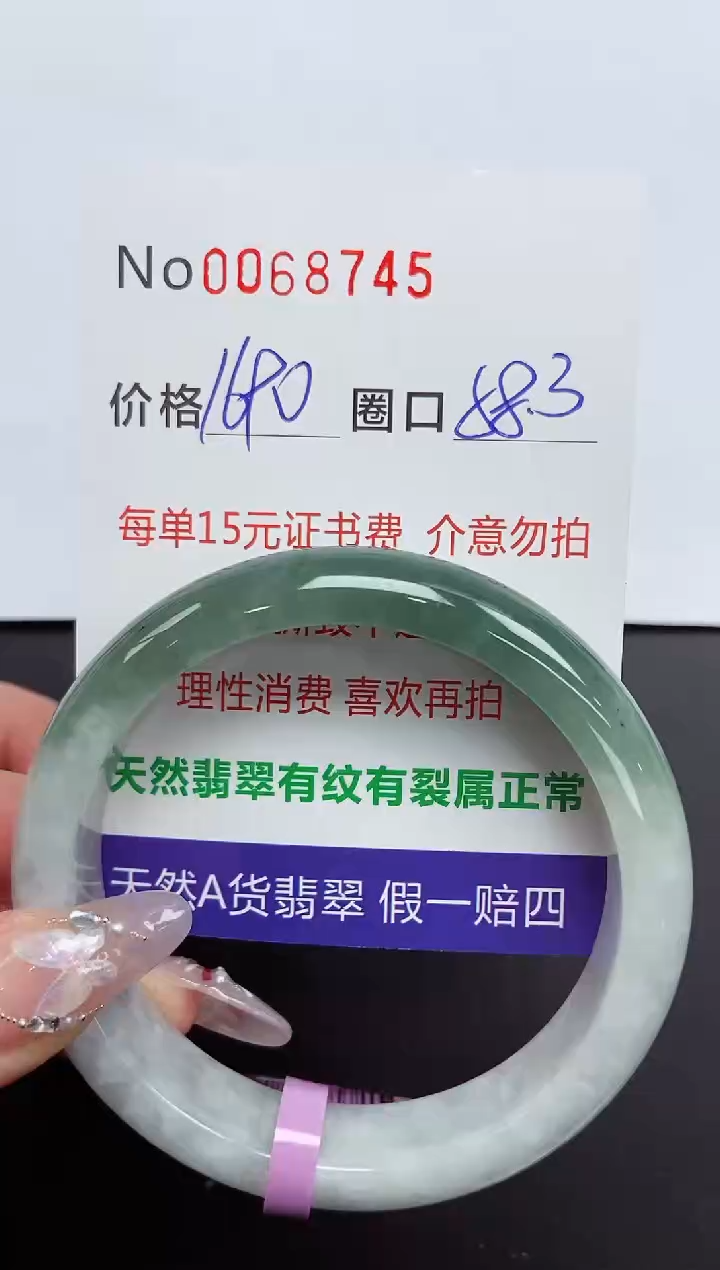 No0068745
价格1680 圈口58.3
每单15元证书费 介意勿拍
理性消费 喜欢再拍
天然翡翠有纹有裂属正常
天然A货翡翠 假一赔四